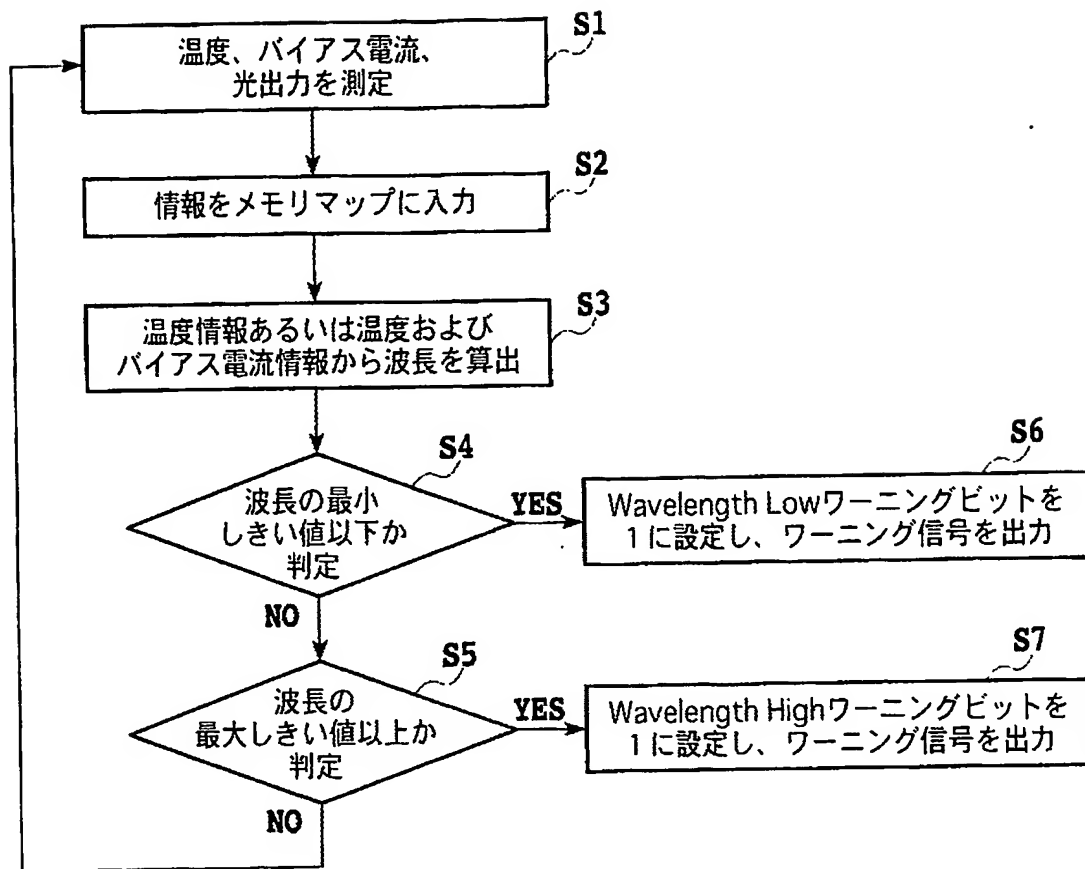 S1
温度、バイアス電流、
光出力を測定
S2
情報をメモリマップに入力
S3
温度情報あるいは温度および
バイアス電流情報から波長を算出
S4
波長の最小
しきい値以下か
判定
YES
S6
Wavelength Lowワーニングビットを
1に設定し、ワーニング信号を出力
NO
S5
波長の
最大しきい値以上か
判定
YES
S7
Wavelength Highワーニングビットを
1に設定し、ワーニング信号を出力
NO